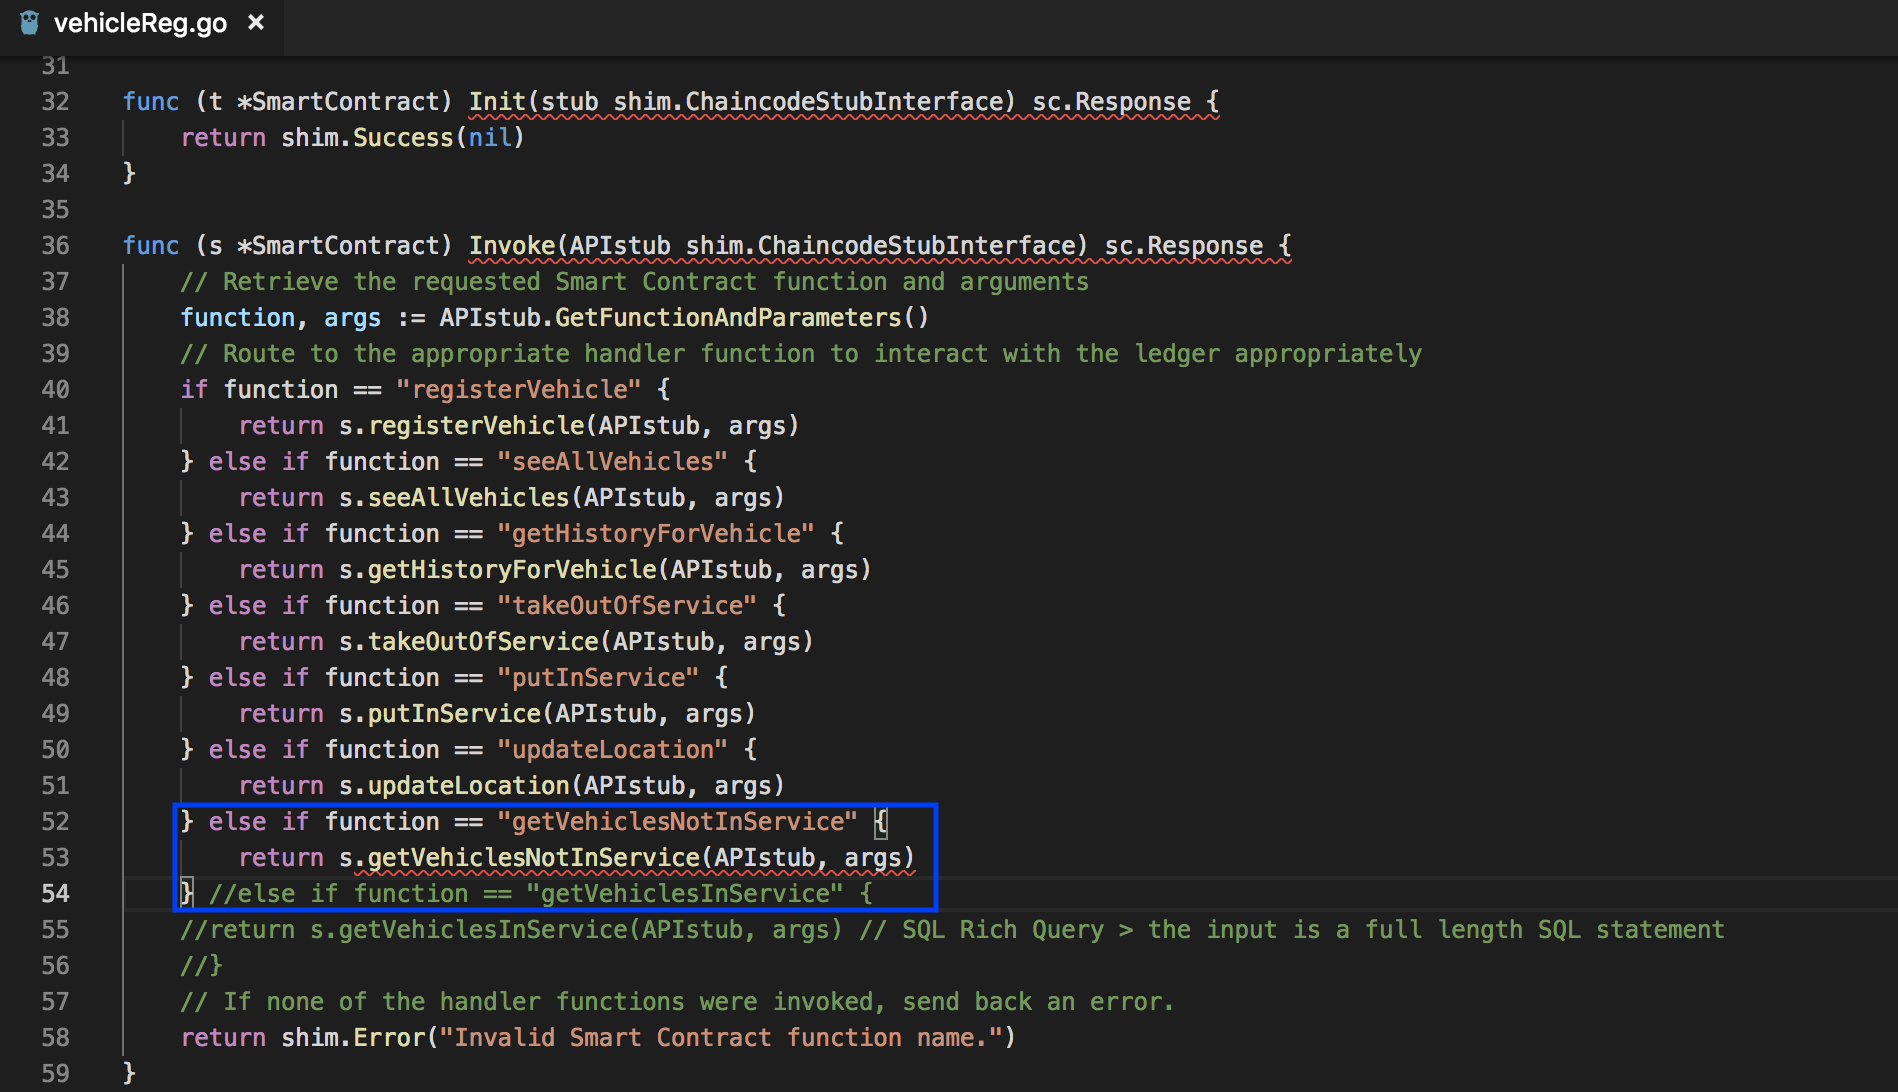 vehicleReg.go ×
31
32 func (t *SmartContract) Init(stub shim.ChaincodeStubInterface) sc.Response {
33 return shim.Success(nil)
34 }
35
36 func (s *SmartContract) Invoke(APIstub shim.ChaincodeStubInterface) sc.Response {
37 // Retrieve the requested Smart Contract function and arguments
38 function, args := APIstub.GetFunctionAndParameters()
39 // Route to the appropriate handler function to interact with the ledger appropriately
40 if function == "registerVehicle" {
41 return s.registerVehicle(APIstub, args)
42 } else if function == "seeAllVehicles" {
43 return s.seeAllVehicles(APIstub, args)
44 } else if function == "getHistoryForVehicle" {
45 return s.getHistoryForVehicle(APIstub, args)
46 } else if function == "takeOutOfService" {
47 return s.takeOutOfService(APIstub, args)
48 } else if function == "putInService" {
49 return s.putInService(APIstub, args)
50 } else if function == "updateLocation" {
51 return s.updateLocation(APIstub, args)
52 } else if function == "getVehiclesNotInService" {
53 return s.getVehiclesNotInService(APIstub, args)
54 } //else if function == "getVehiclesInService" {
55 //return s.getVehiclesInService(APIstub, args) // SQL Rich Query > the input is a full length SQL statement
56 //}
57 // If none of the handler functions were invoked, send back an error.
58 return shim.Error("Invalid Smart Contract function name.")
59 }